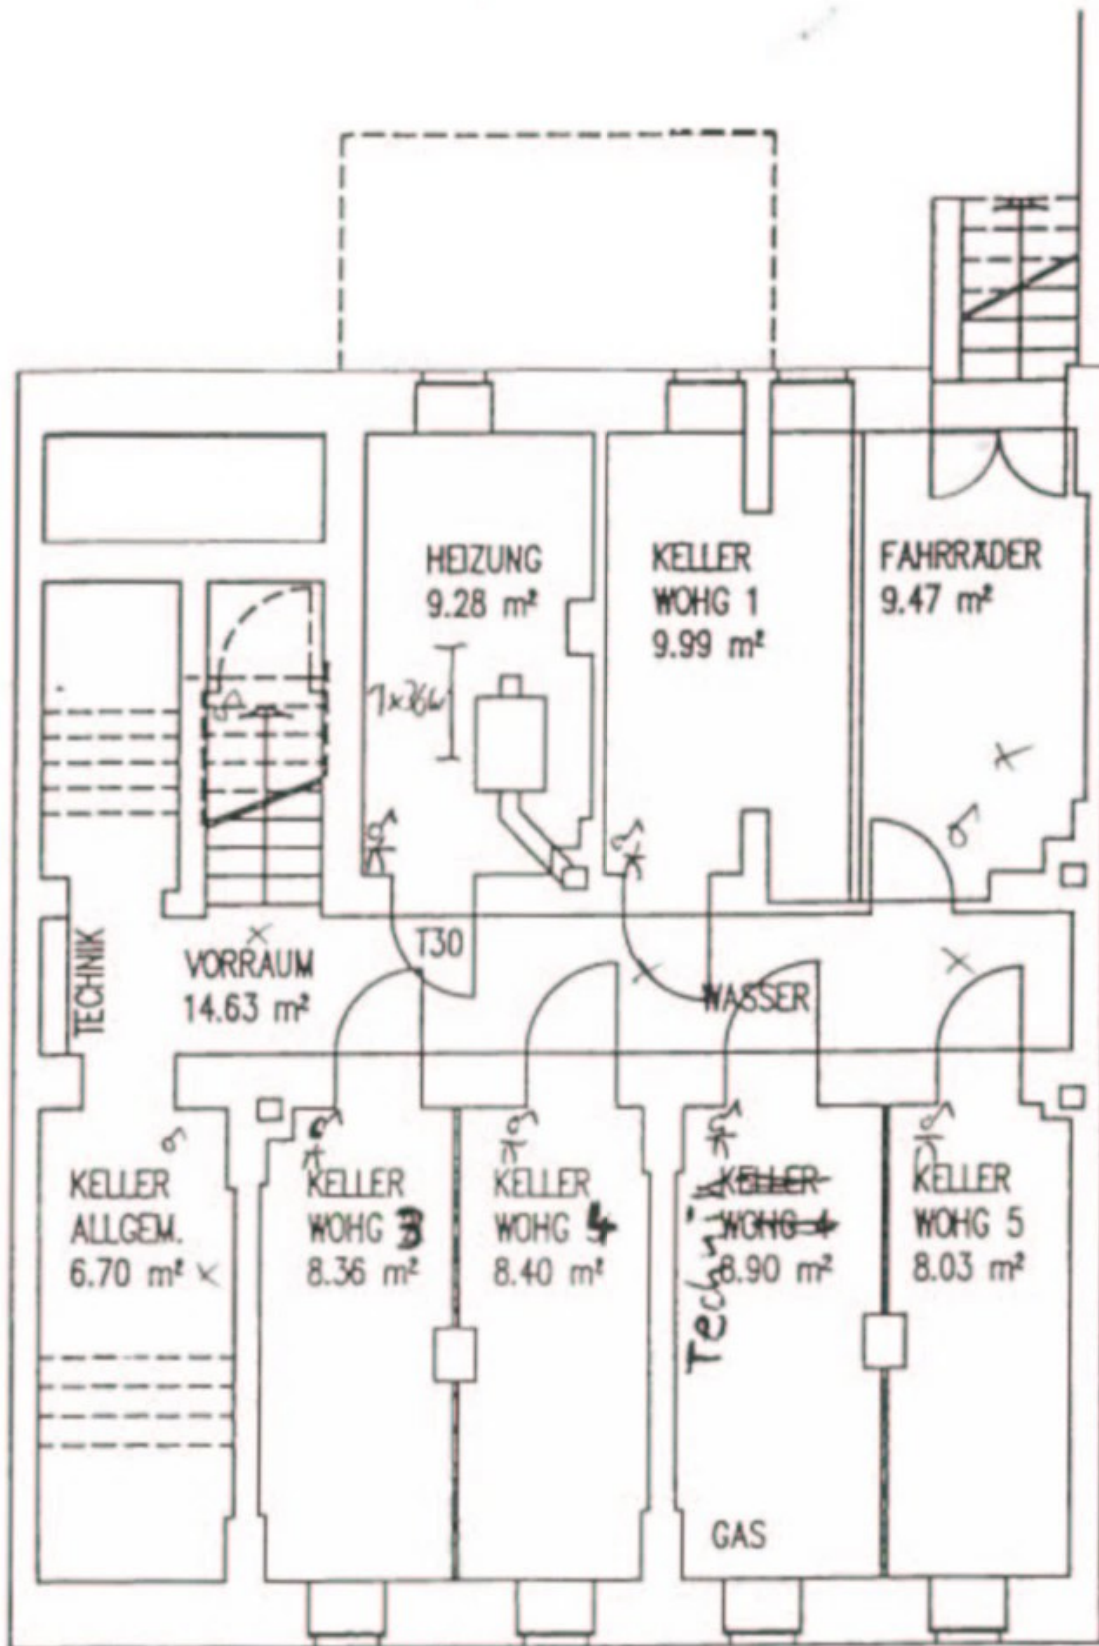 HEIZUNG
9.28 m²
KELLER
WOHG 1
9.99 m²
FAHRRÄDER
9.47 m²
1x36W
T30
TECHNIK
VORRAUM
14.63 m²
WASSER
KELLER
ALLGEM.
6.70 m²
KELLER
WOHG 3
8.36 m²
KELLER
WOHG 4
8.40 m²
Technik
KELLER
WOHG 4
8.90 m²
KELLER
WOHG 5
8.03 m²
GAS